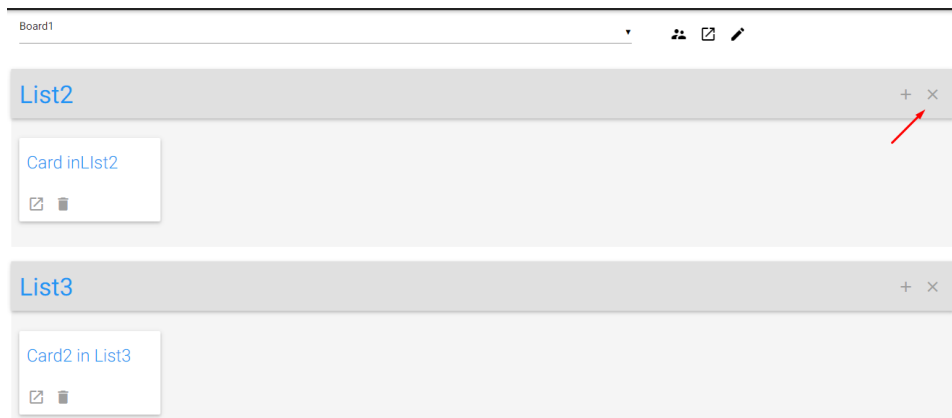 Board1
List2
Card inLIst2
List3
Card2 in List3